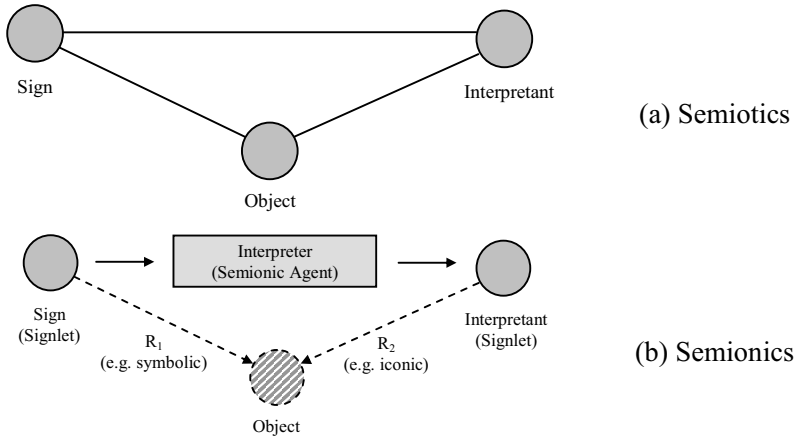 Sign
Interpretant
(a) Semiotics
Object
Interpreter
(Semionic Agent)
Sign
(Signlet)
Interpretant
(Signlet)
R1
(e.g. symbolic)
R2
(e.g. iconic)
(b) Semionics
Object